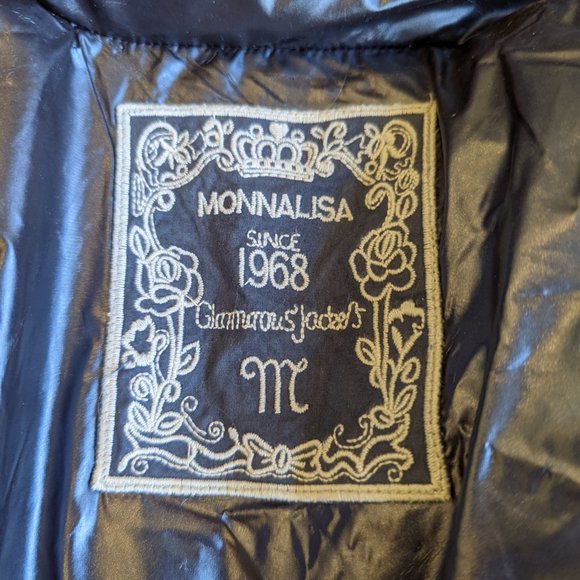 MONNALISA
SINCE
1968
Glamorous Jackets
M